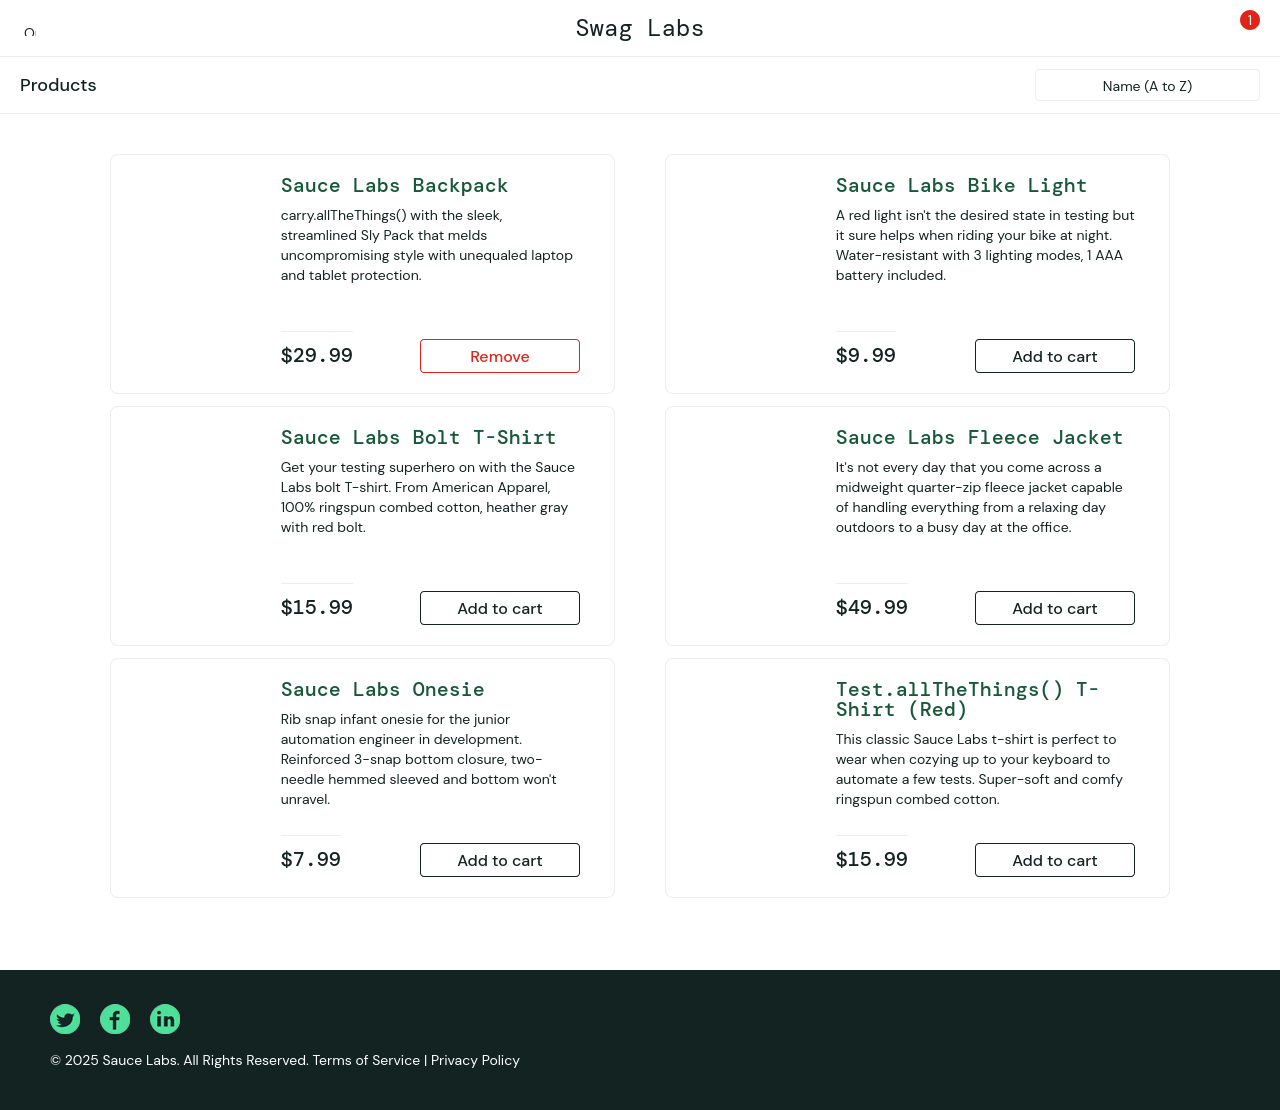 Swag Labs
1
Products
Name (A to Z)
Sauce Labs Backpack
carry.allTheThings() with the sleek,
streamlined Sly Pack that melds
uncompromising style with unequaled laptop
and tablet protection.
$29.99
Remove
Sauce Labs Bike Light
A red light isn't the desired state in testing but
it sure helps when riding your bike at night.
Water-resistant with 3 lighting modes, 1 AAA
battery included.
$9.99
Add to cart
Sauce Labs Bolt T-Shirt
Get your testing superhero on with the Sauce
Labs bolt T-shirt. From American Apparel,
100% ringspun combed cotton, heather gray
with red bolt.
$15.99
Add to cart
Sauce Labs Fleece Jacket
It's not every day that you come across a
midweight quarter-zip fleece jacket capable
of handling everything from a relaxing day
outdoors to a busy day at the office.
$49.99
Add to cart
Sauce Labs Onesie
Rib snap infant onesie for the junior
automation engineer in development.
Reinforced 3-snap bottom closure, two-
needle hemmed sleeved and bottom won't
unravel.
$7.99
Add to cart
Test.allTheThings() T-
Shirt (Red)
This classic Sauce Labs t-shirt is perfect to
wear when cozying up to your keyboard to
automate a few tests. Super-soft and comfy
ringspun combed cotton.
$15.99
Add to cart
© 2025 Sauce Labs. All Rights Reserved. Terms of Service | Privacy Policy